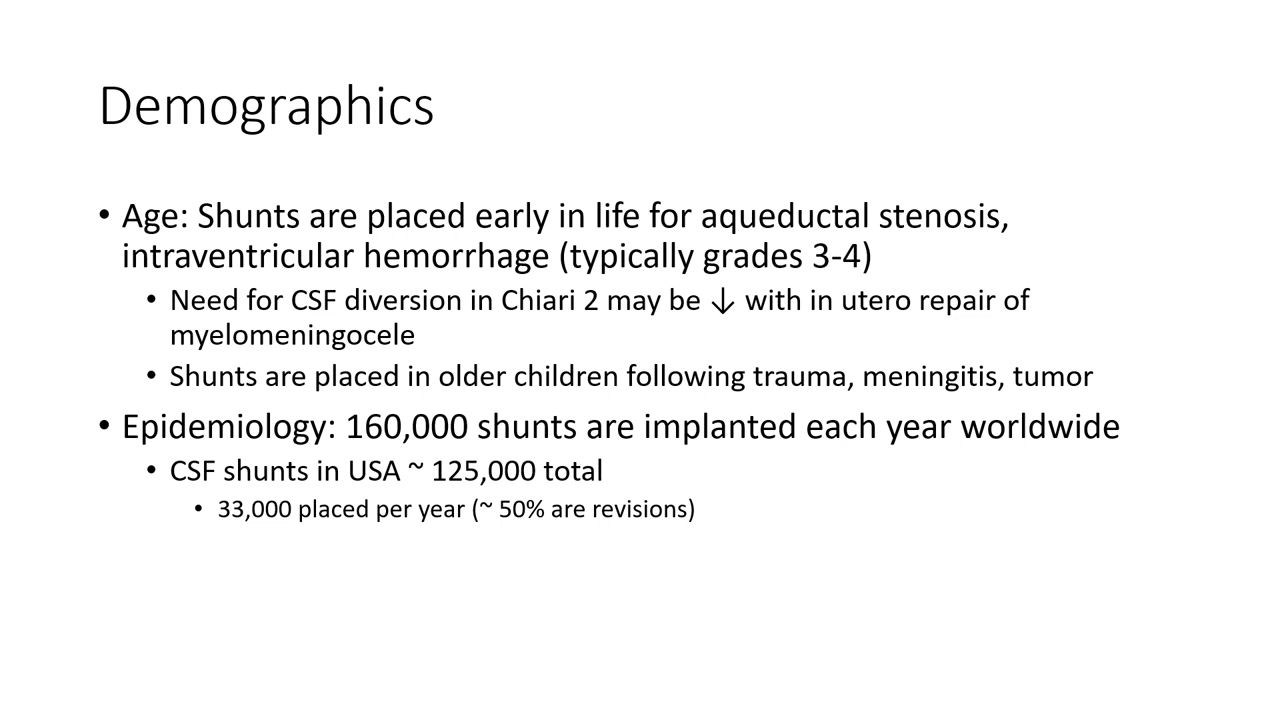 Demographics
• Age: Shunts are placed early in life for aqueductal stenosis,
intraventricular hemorrhage (typically grades 3-4)
• Need for CSF diversion in Chiari 2 may be ↓ with in utero repair of
myelomeningocele
• Shunts are placed in older children following trauma, meningitis, tumor
• Epidemiology: 160,000 shunts are implanted each year worldwide
• CSF shunts in USA ~ 125,000 total
• 33,000 placed per year (~ 50% are revisions)